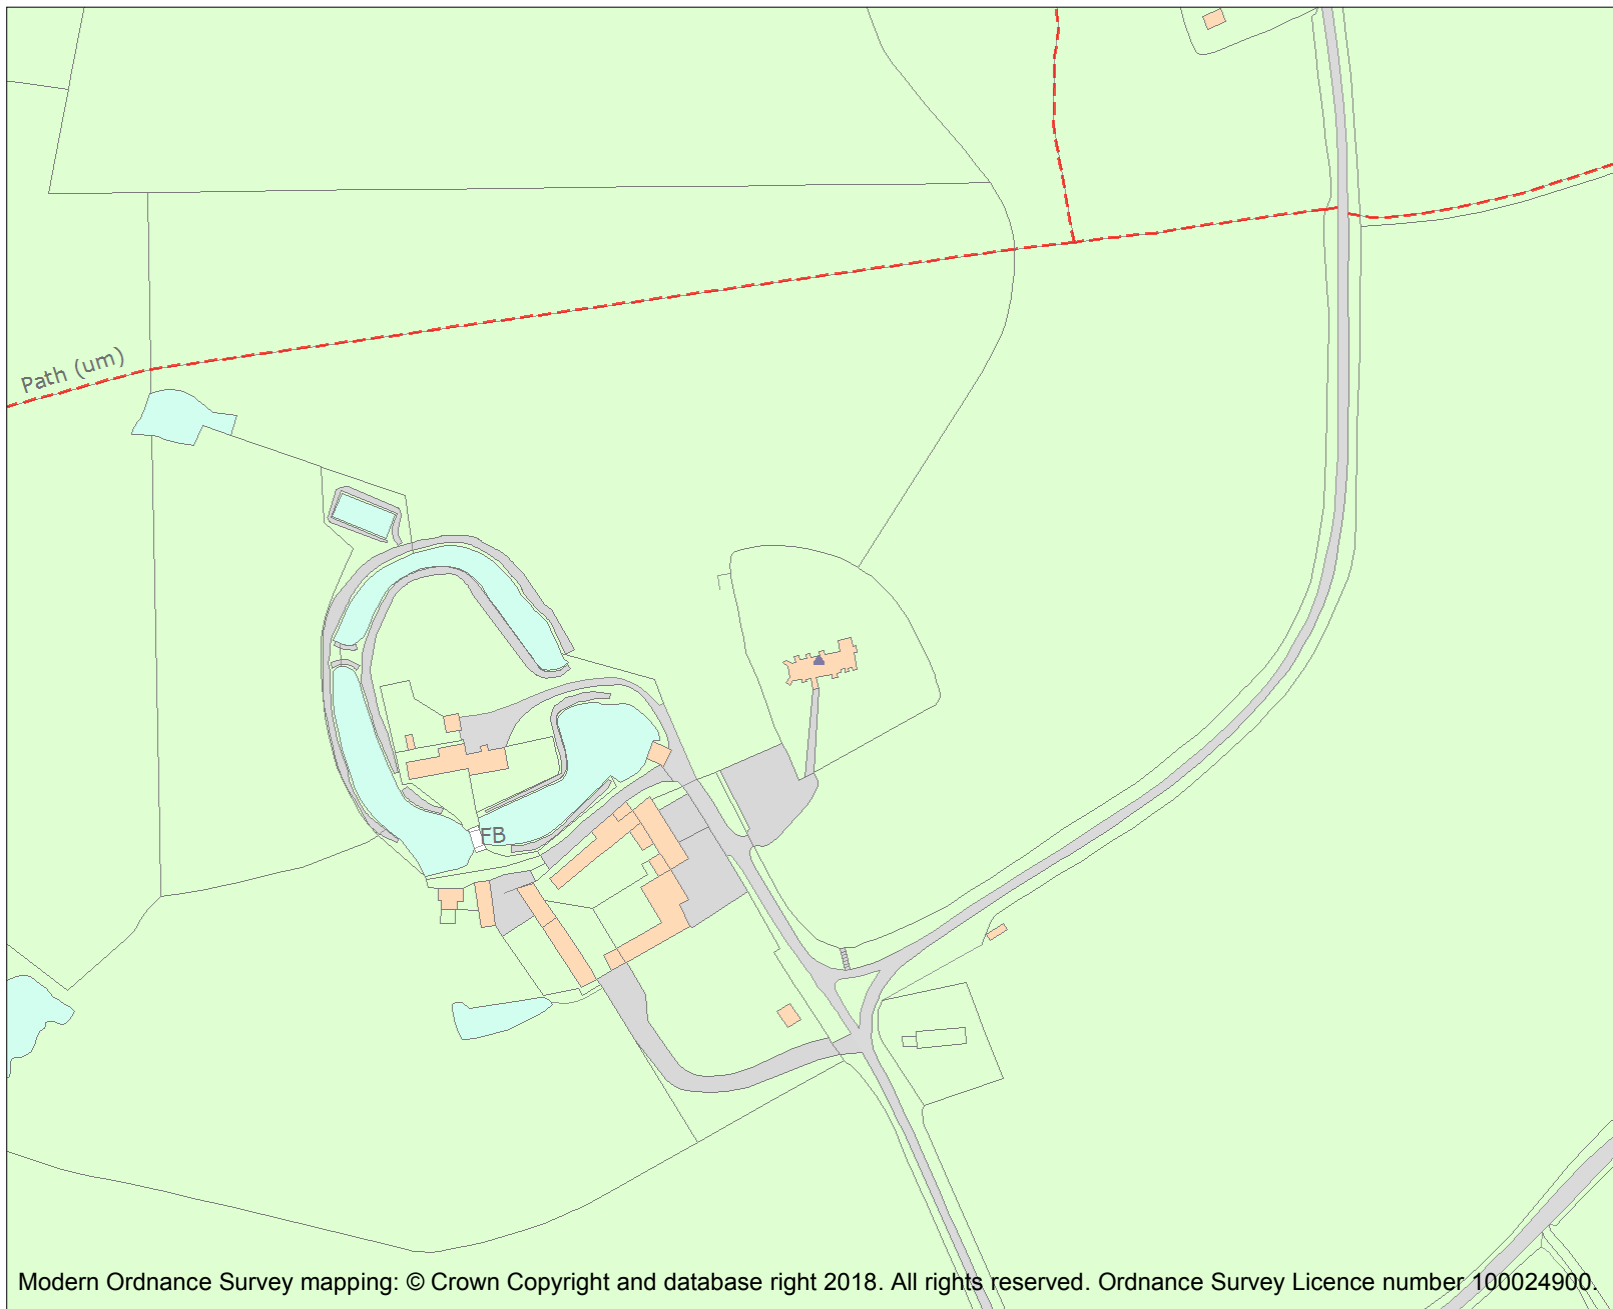 Path (um)
FB
Modern Ordnance Survey mapping: © Crown Copyright and database right 2018. All rights reserved. Ordnance Survey Licence number 100024900.